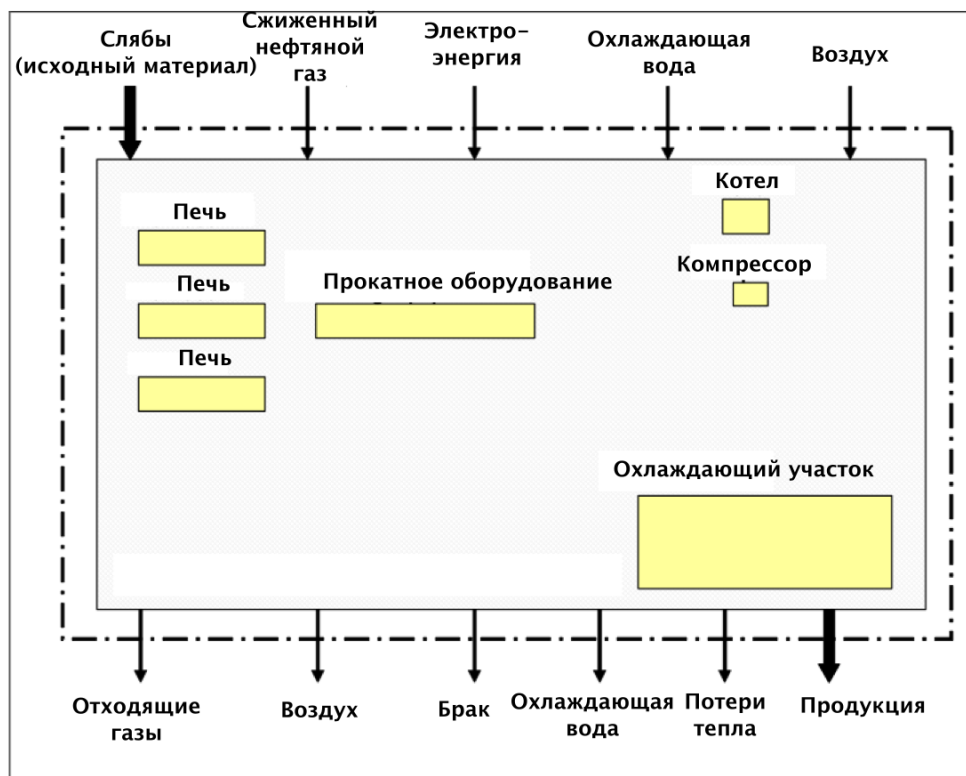 Слябы
(исходный материал)
Сжиженный
нефтяной
газ
Электро-
энергия
Охлаждающая
вода
Воздух
Котел
Печь
Компрессор
Печь
Прокатное оборудование
Печь
Охлаждающий участок
Отходящие
газы
Воздух
Брак
Охлаждающая
вода
Потери
тепла
Продукция